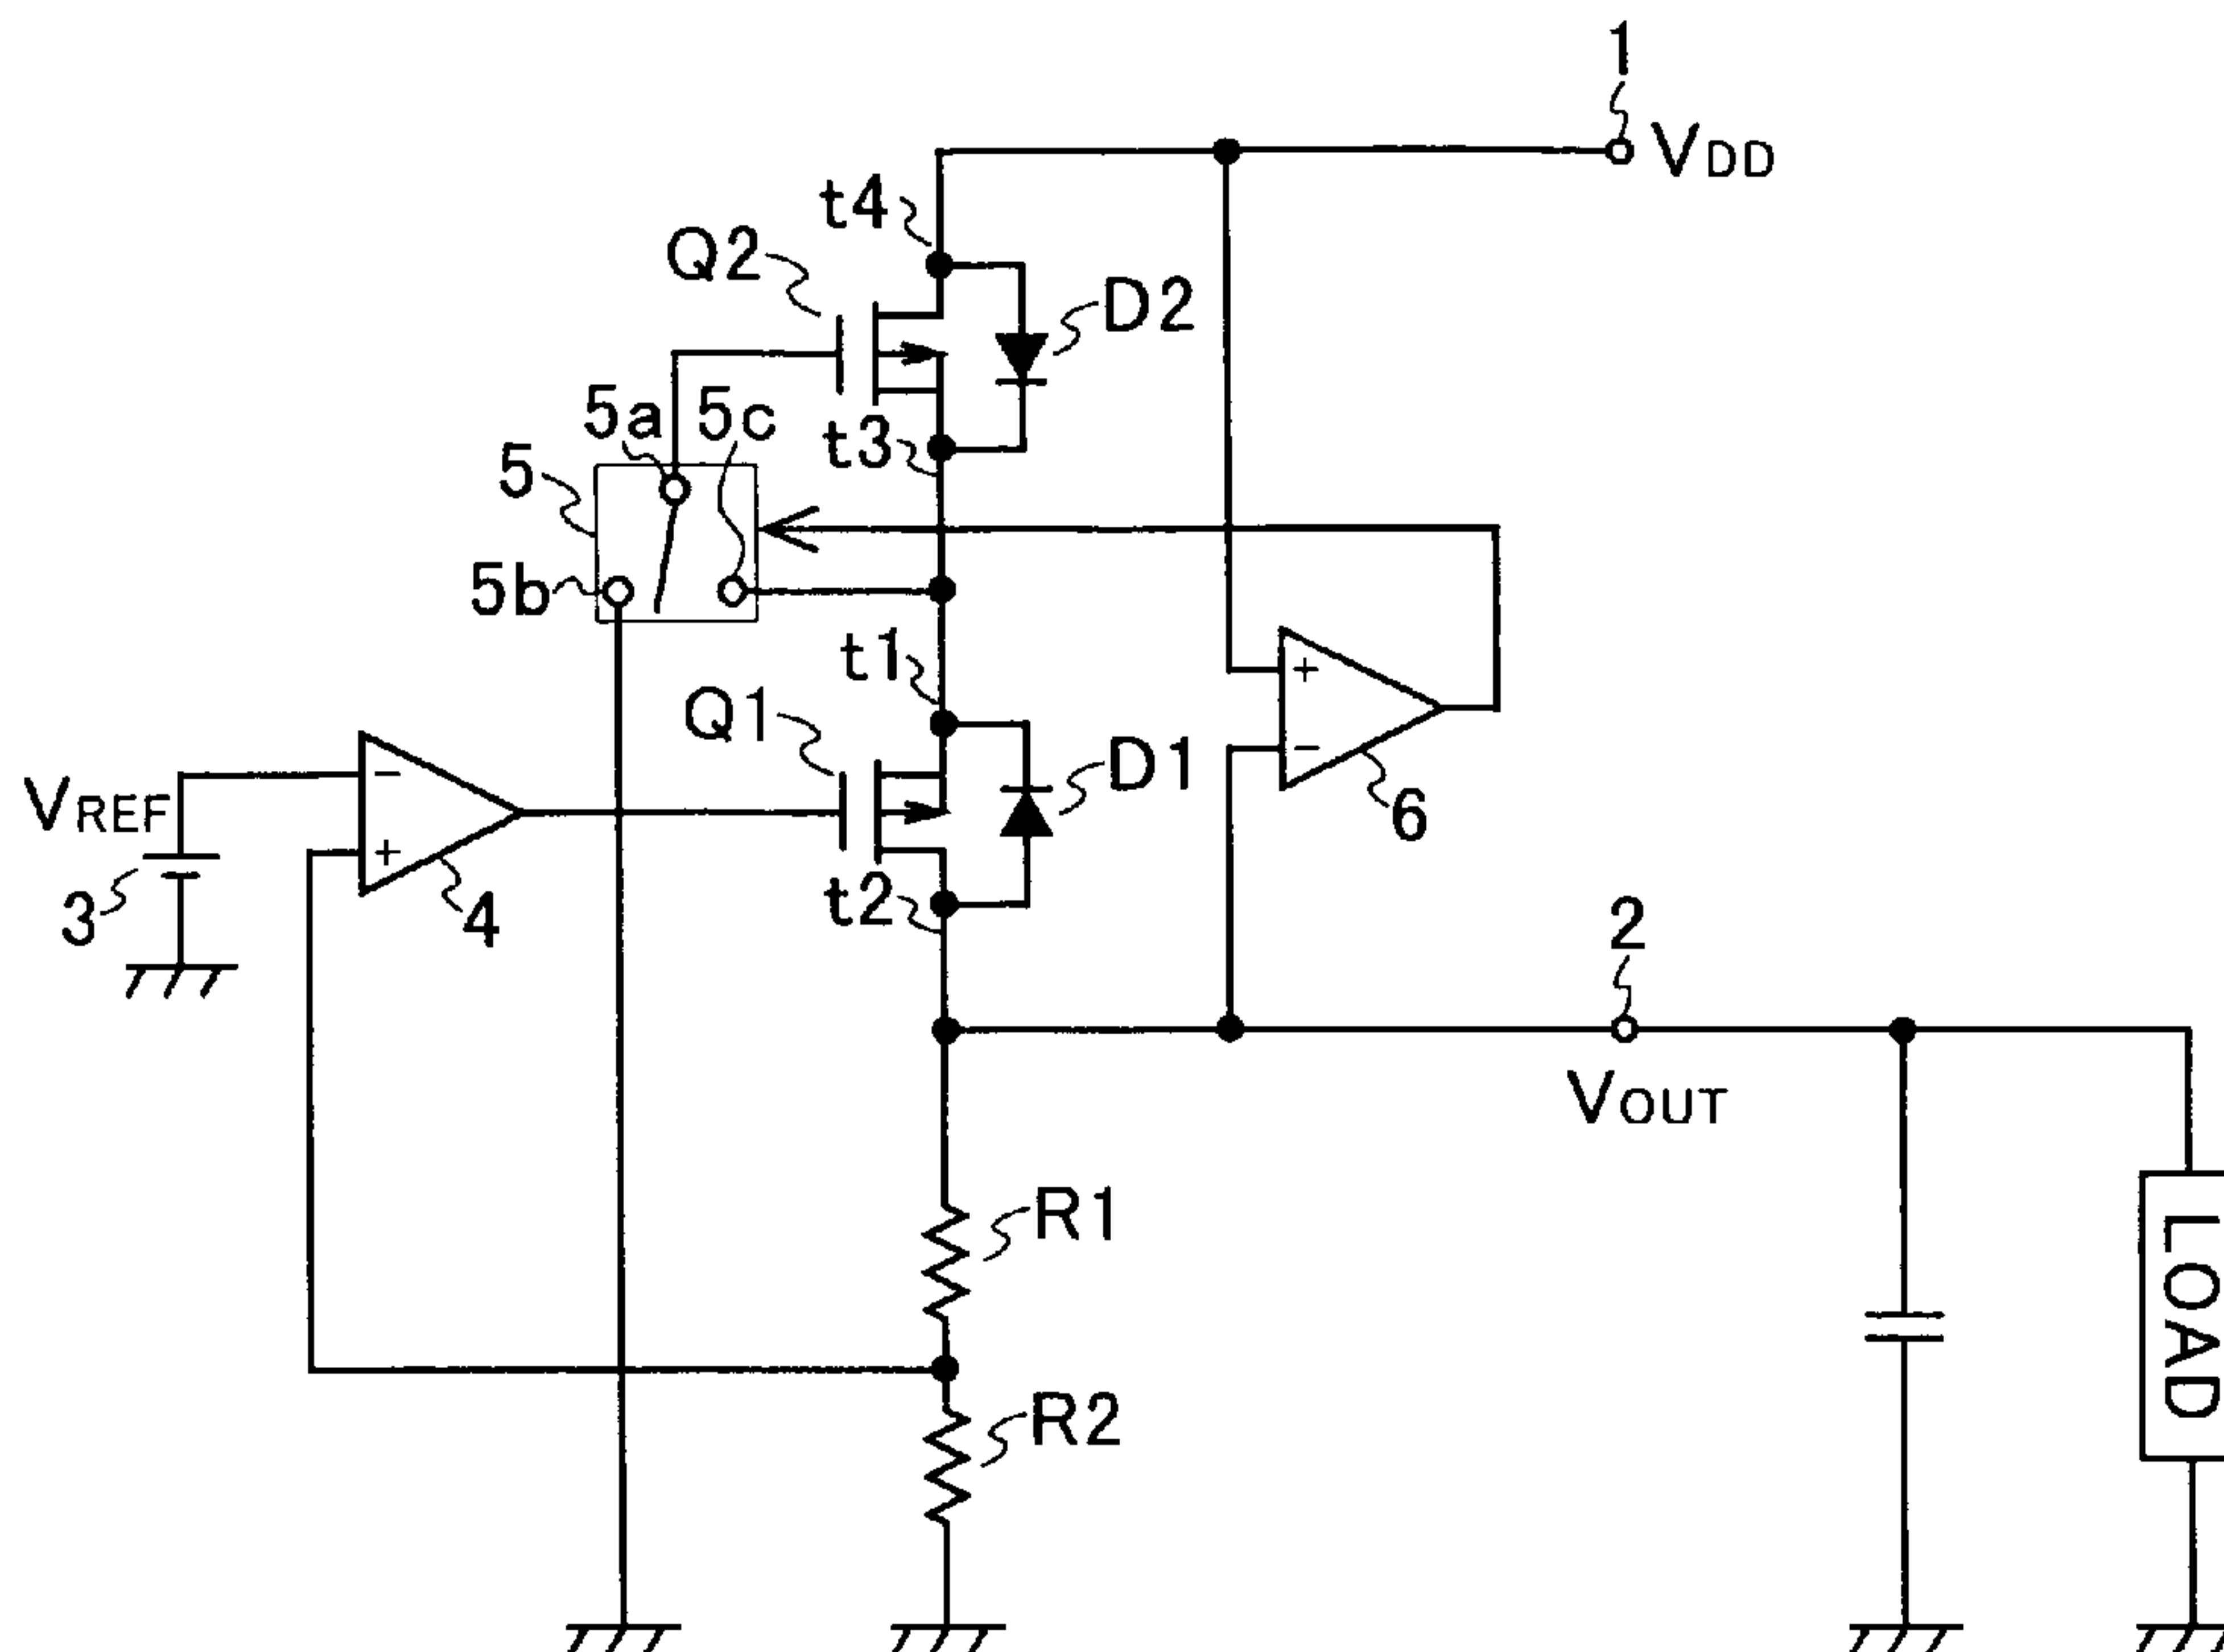 1
VDD
t4
Q2
D2
5a
5c
t3
5
5b
t1
Q1
D1
+
−
6
VREF
−
+
3
4
t2
2
VOUT
R1
LOAD
R2